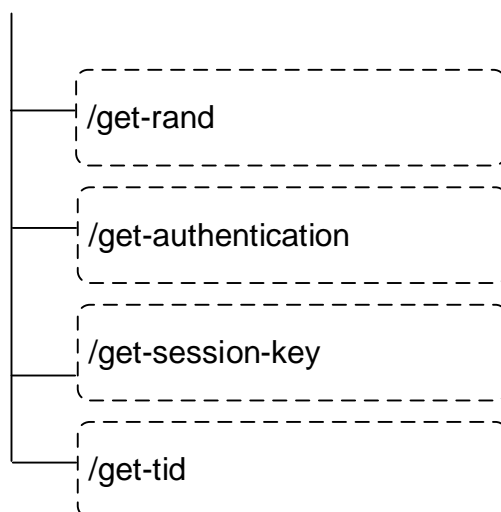 /get-rand
/get-authentication
/get-session-key
/get-tid